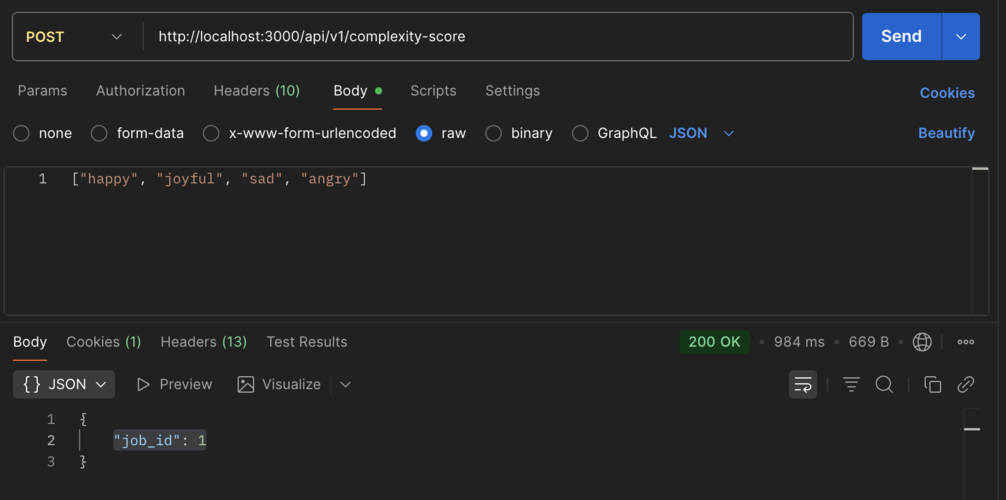 POST http://localhost:3000/api/v1/complexity-score Send
Params Authorization Headers (10) Body Scripts Settings Cookies
none form-data x-www-form-urlencoded raw binary GraphQL JSON Beautify
1 ["happy", "joyful", "sad", "angry"]
Body Cookies (1) Headers (13) Test Results 200 OK • 984 ms • 669 B
{} JSON Preview Visualize
1 {
2 "job_id": 1
3 }